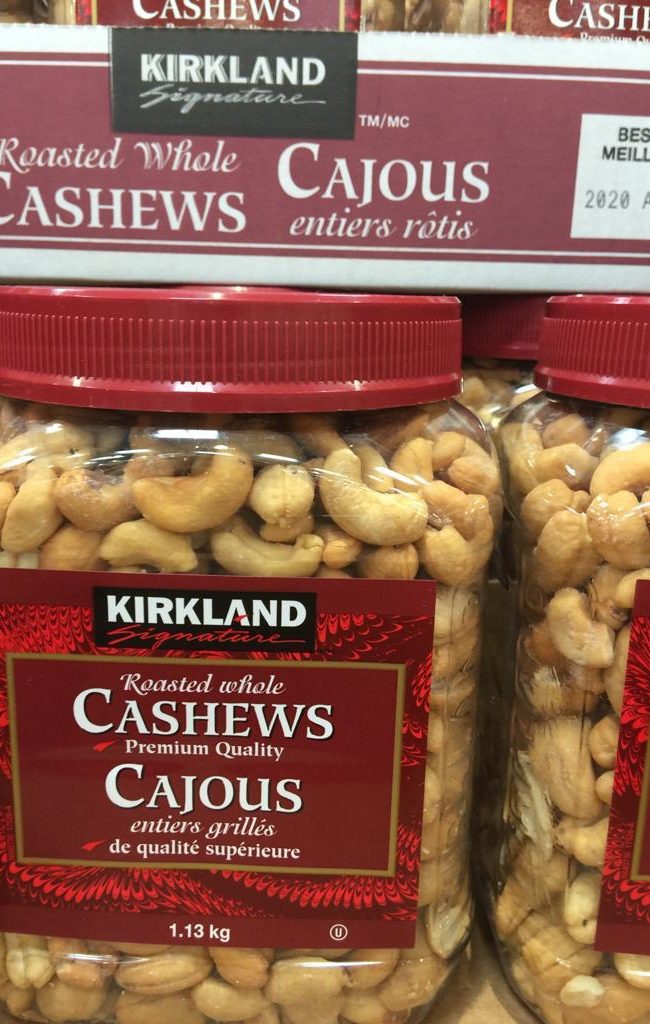 CASHEWS
CASH
KIRKLAND
Signature
TM/MC
Roasted Whole
CASHEWS
CAJOUS
entiers rôtis
BES
MEILL
2020 A
KIRKLAND
Signature
Roasted whole
CASHEWS
Premium Quality
CAJOUS
entiers grillés
de qualité supérieure
1.13 kg
U